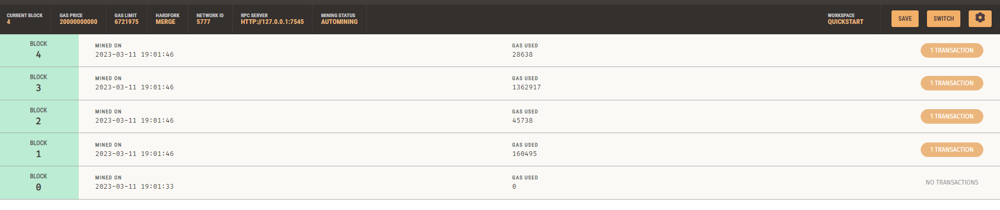 CURRENT BLOCK GAS PRICE GAS LIMIT HARDFORK NETWORK ID RPC SERVER MINING STATUS WORKSPACE
4 20000000000 6721975 MERGE 5777 HTTP://127.0.0.1:7545 AUTOMINING QUICKSTART SAVE SWITCH
BLOCK MINED ON GAS USED
4 2023-03-11 19:01:46 28638 1 TRANSACTION
BLOCK MINED ON GAS USED
3 2023-03-11 19:01:46 1362917 1 TRANSACTION
BLOCK MINED ON GAS USED
2 2023-03-11 19:01:46 45738 1 TRANSACTION
BLOCK MINED ON GAS USED
1 2023-03-11 19:01:46 160495 1 TRANSACTION
BLOCK MINED ON GAS USED
0 2023-03-11 19:01:33 0 NO TRANSACTIONS